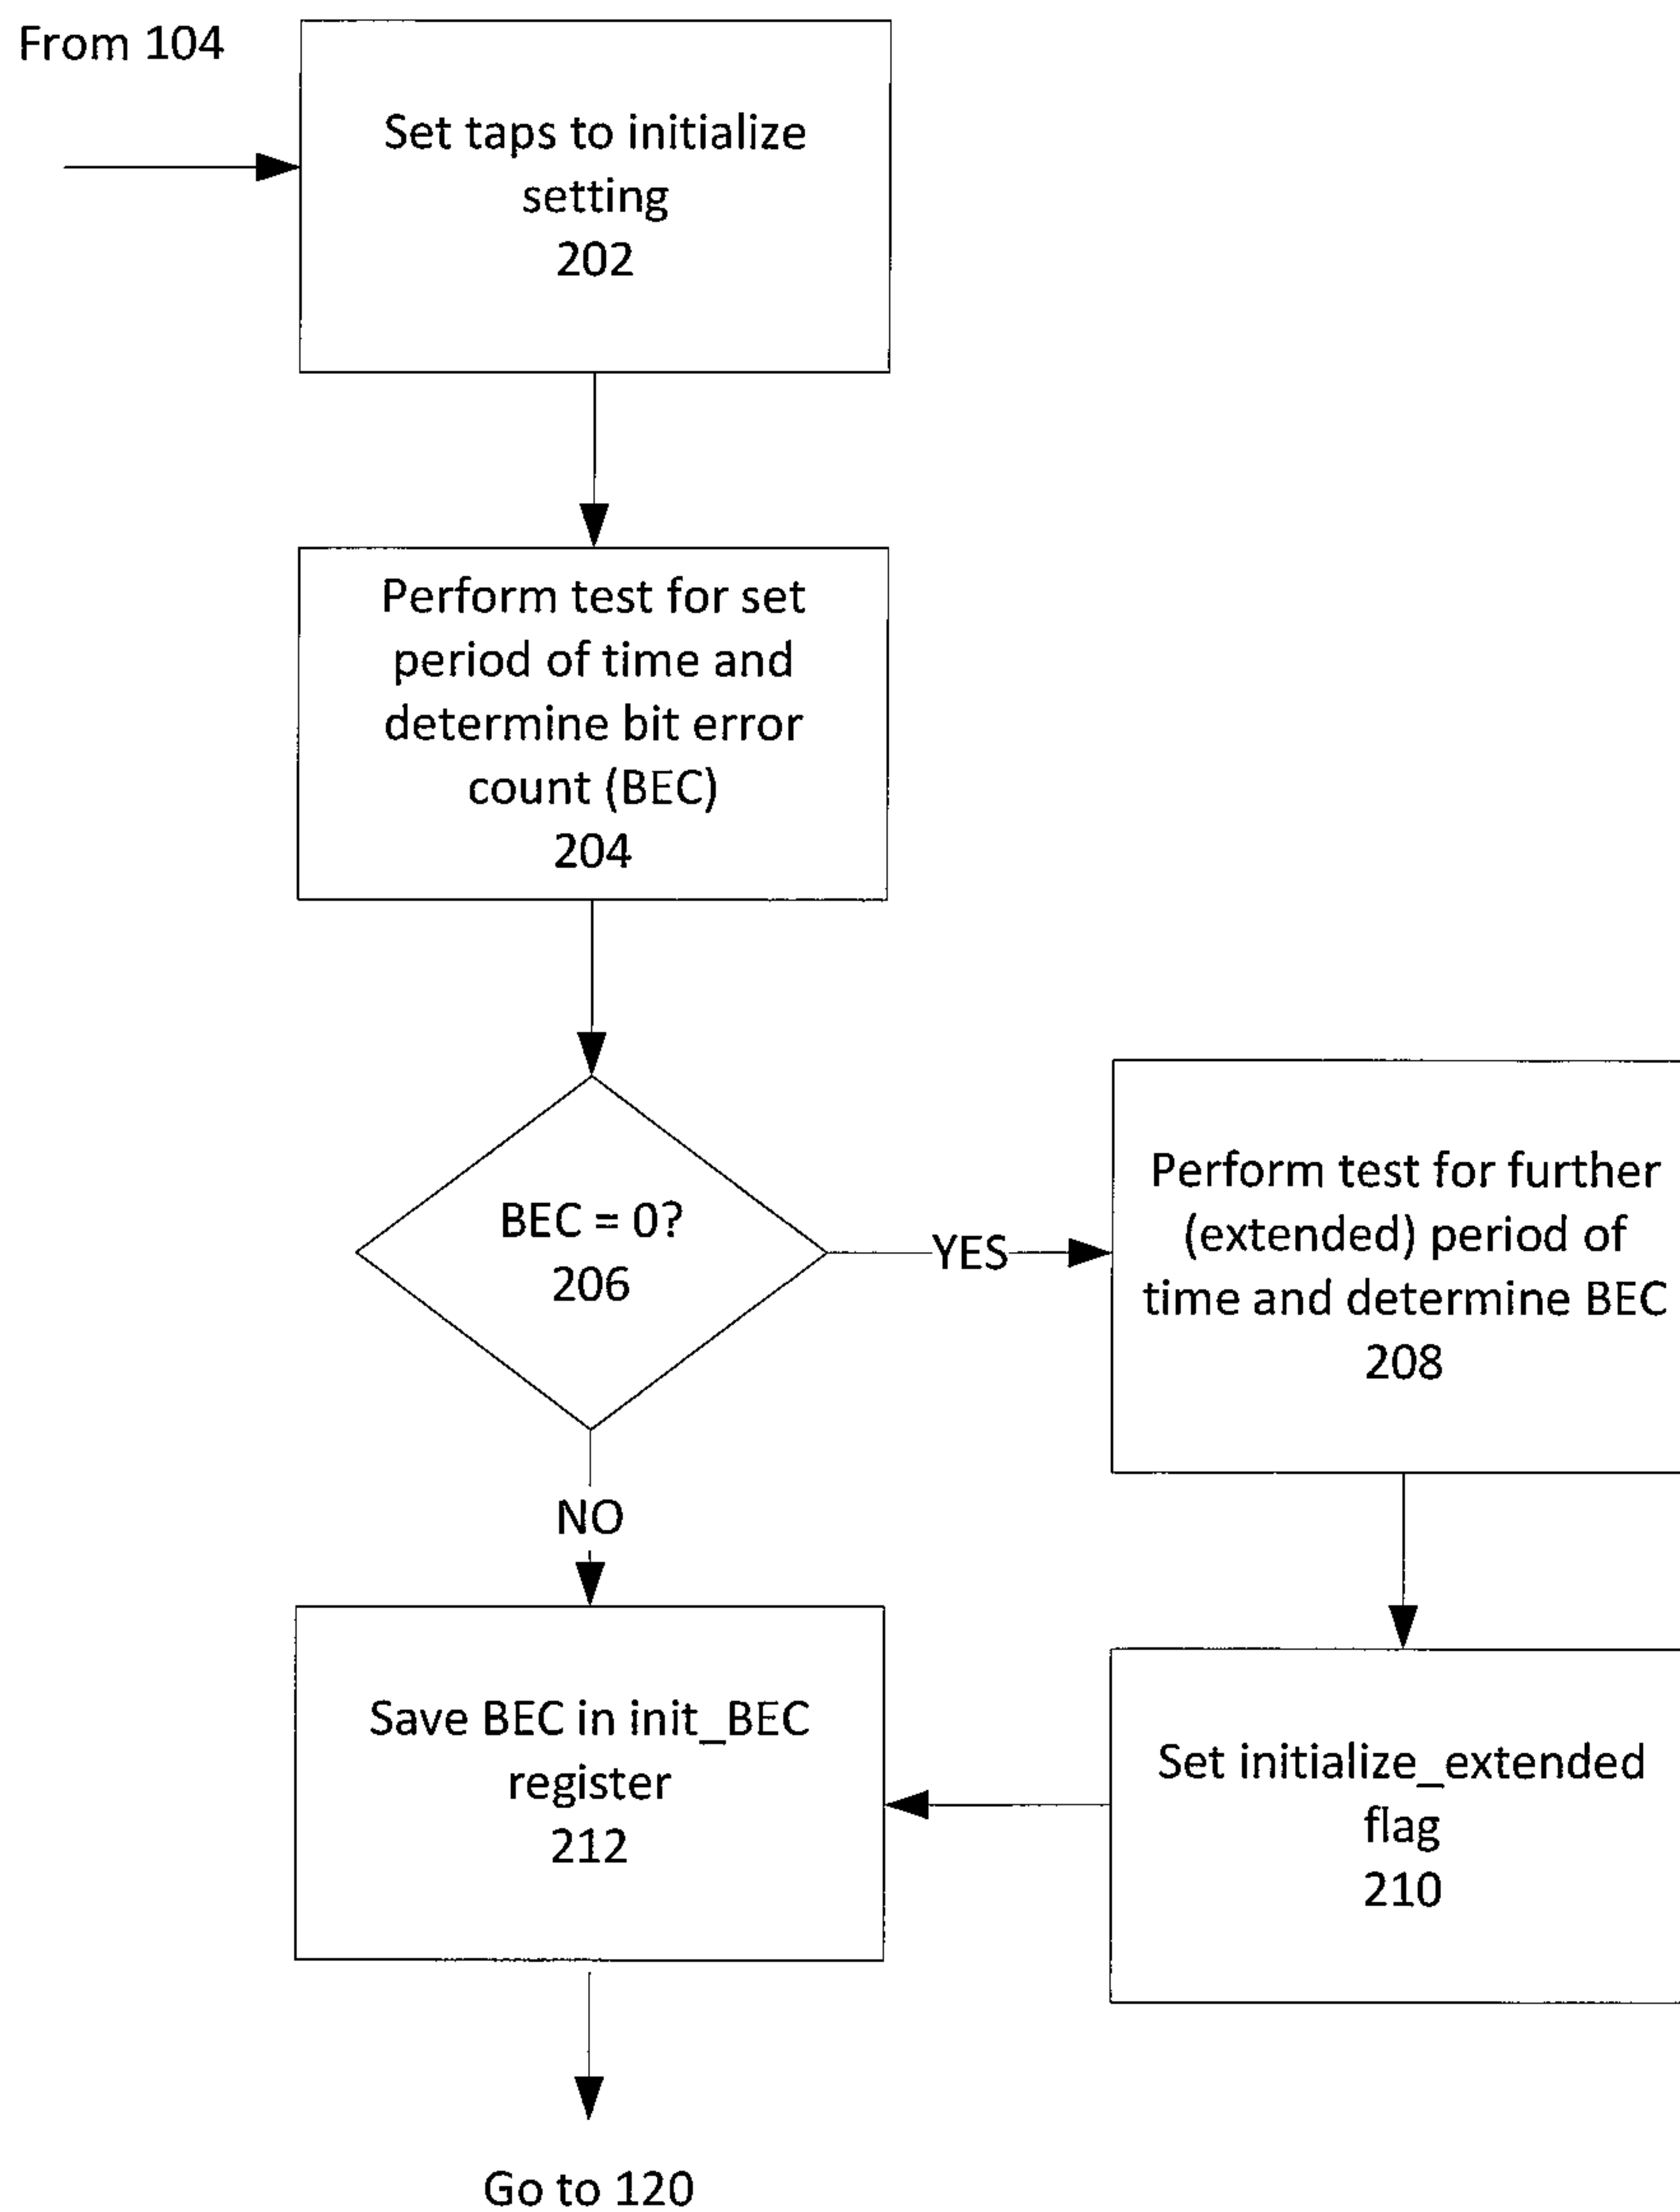 From 104
Set taps to initialize
setting
202
Perform test for set
period of time and
determine bit error
count (BEC)
204
BEC = 0?
206
YES
Perform test for further
(extended) period of
time and determine BEC
208
NO
Save BEC in init_BEC
register
212
Set initialize_extended
flag
210
Go to 120